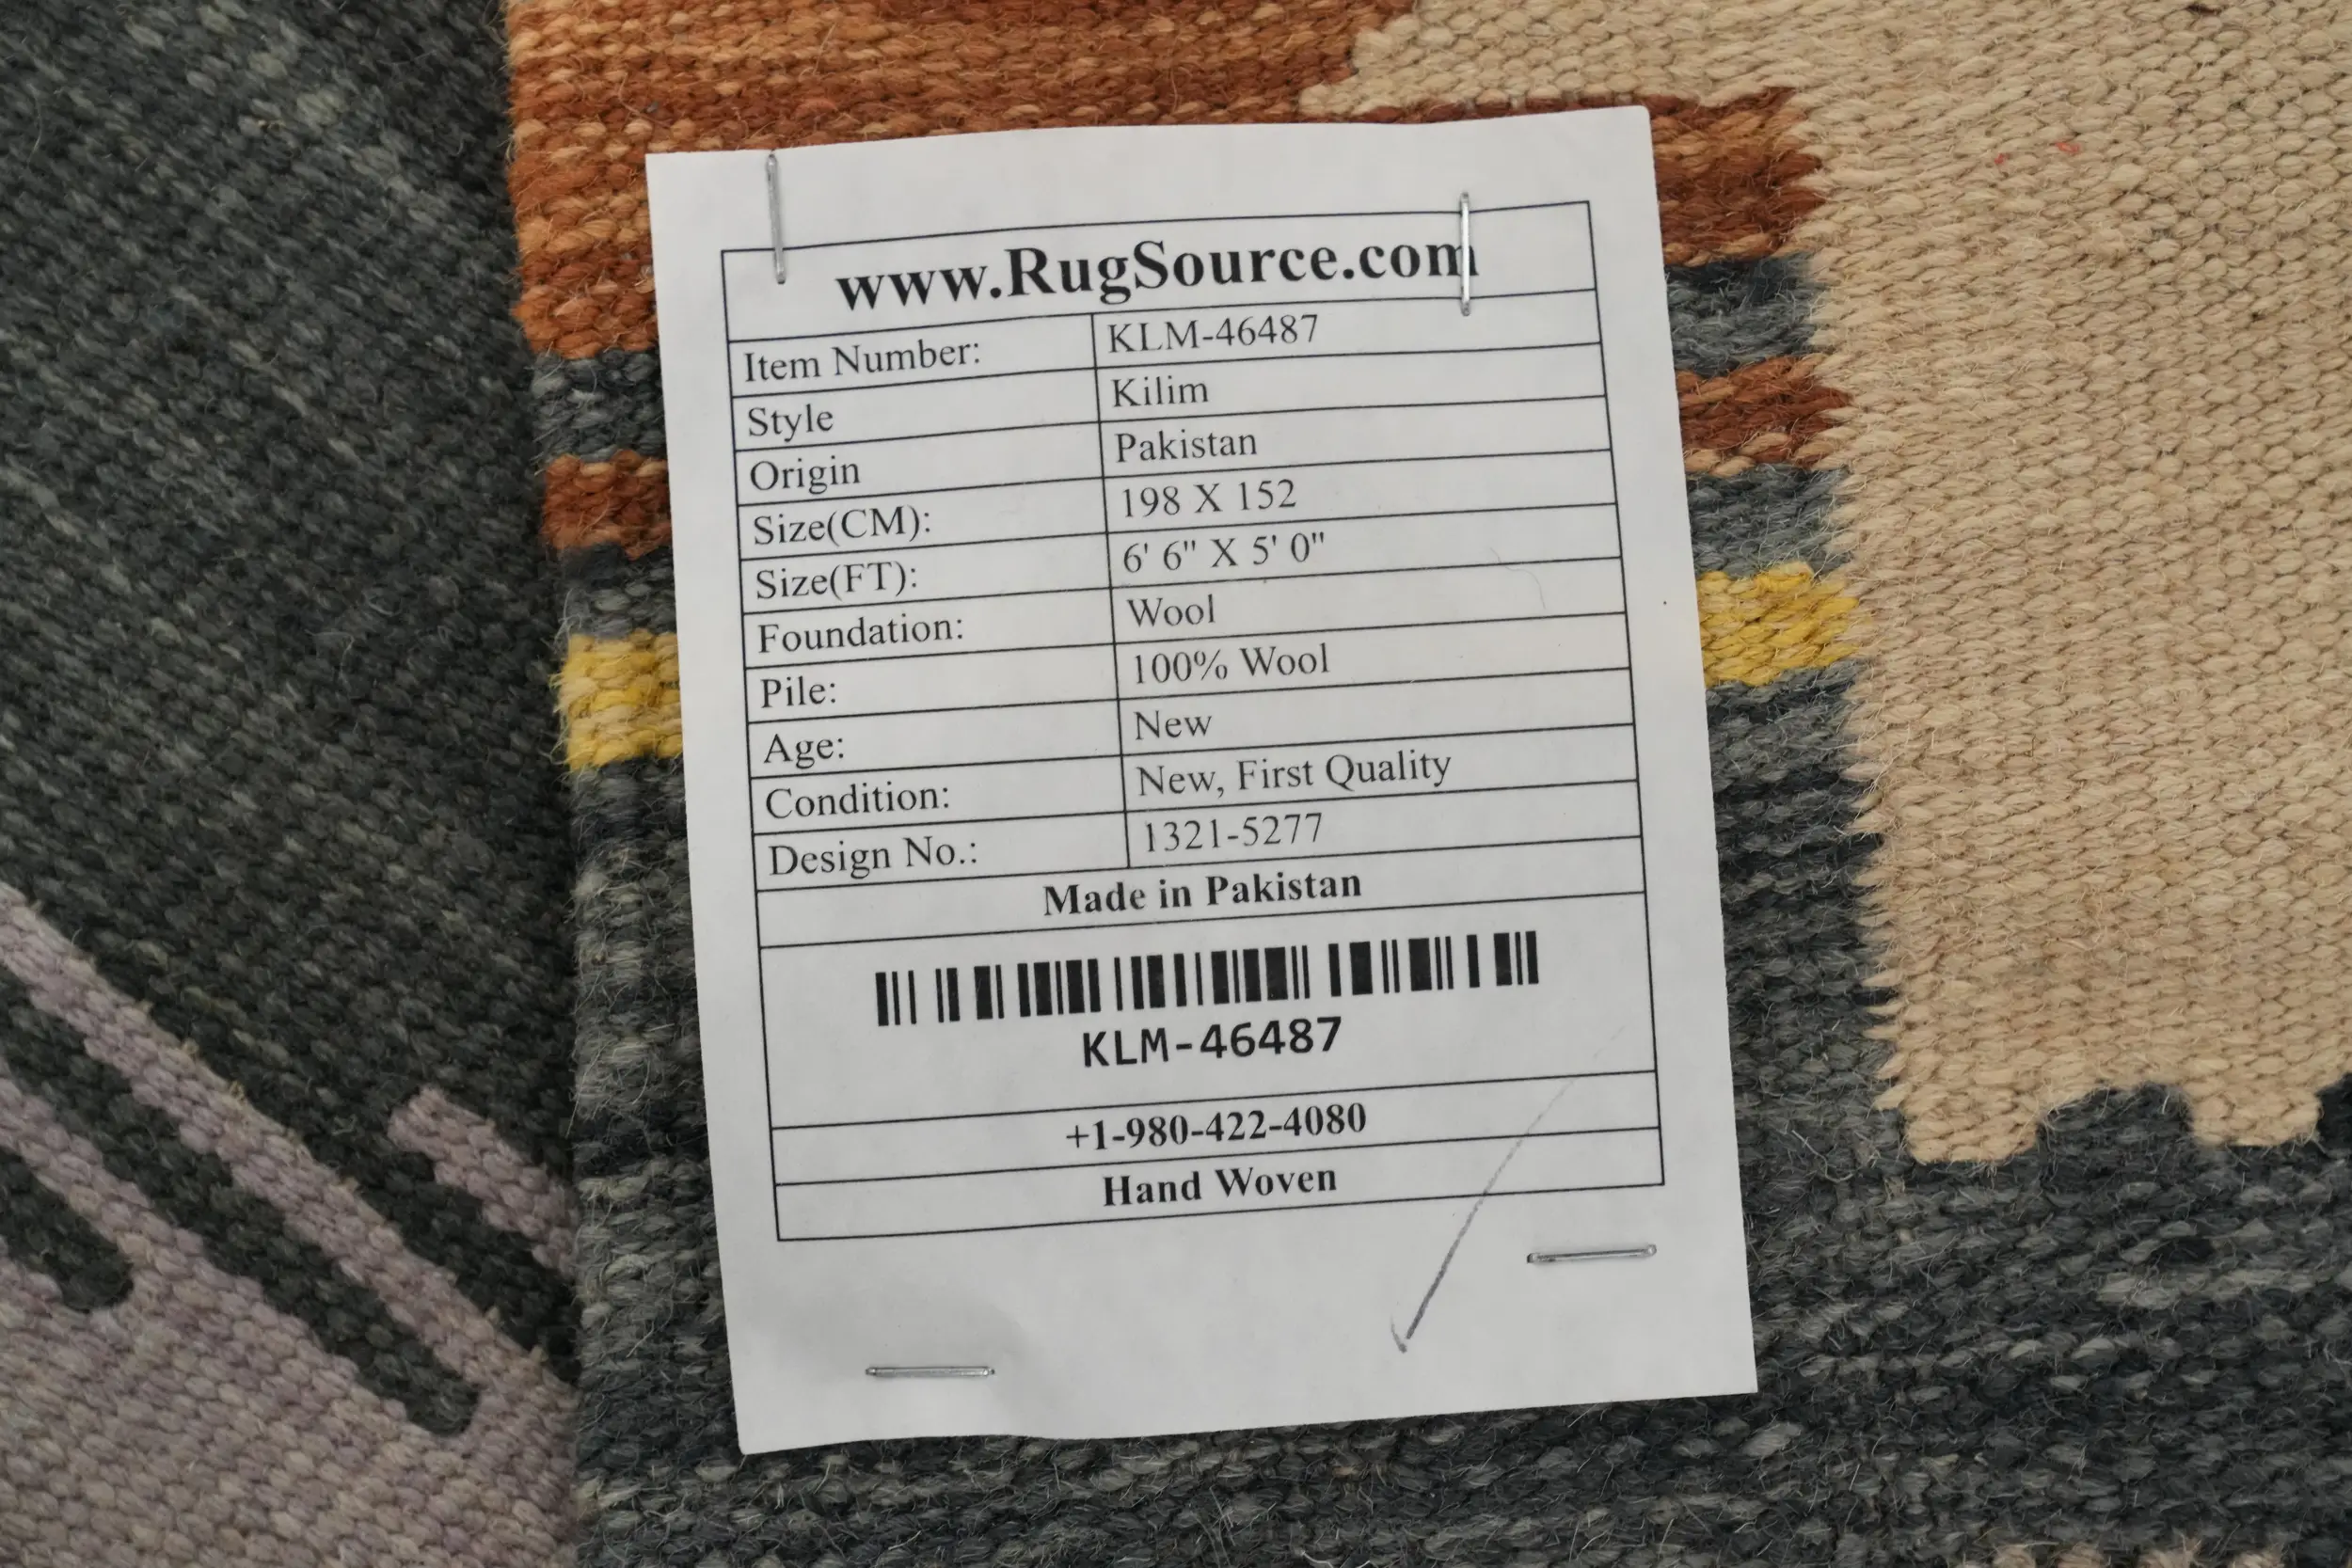 www.RugSource.com
Item Number: KLM-46487
Style Kilim
Origin Pakistan
Size(CM): 198 X 152
Size(FT): 6' 6" X 5' 0"
Foundation: Wool
Pile: 100% Wool
Age: New
Condition: New, First Quality
Design No.: 1321-5277
Made in Pakistan
KLM-46487
+1-980-422-4080
Hand Woven